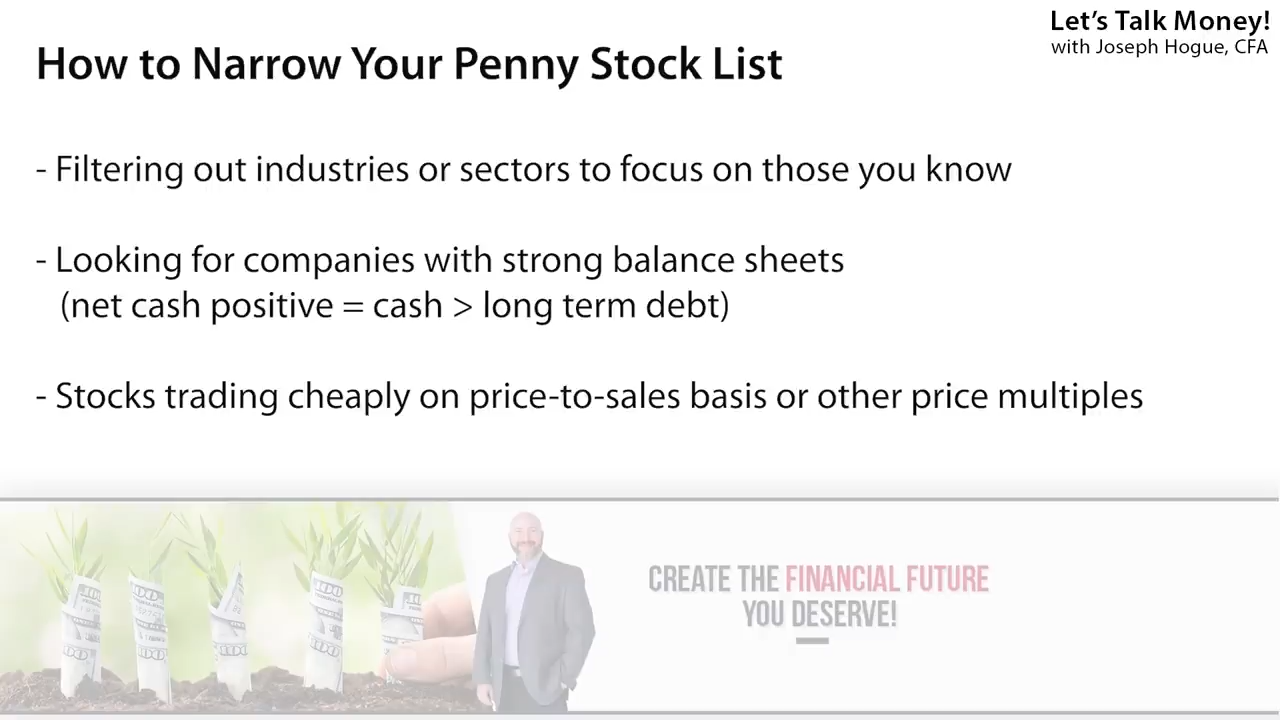 Let's Talk Money!
with Joseph Hogue, CFA
How to Narrow Your Penny Stock List
- Filtering out industries or sectors to focus on those you know
- Looking for companies with strong balance sheets
(net cash positive = cash > long term debt)
- Stocks trading cheaply on price-to-sales basis or other price multiples
CREATE THE FINANCIAL FUTURE
YOU DESERVE!